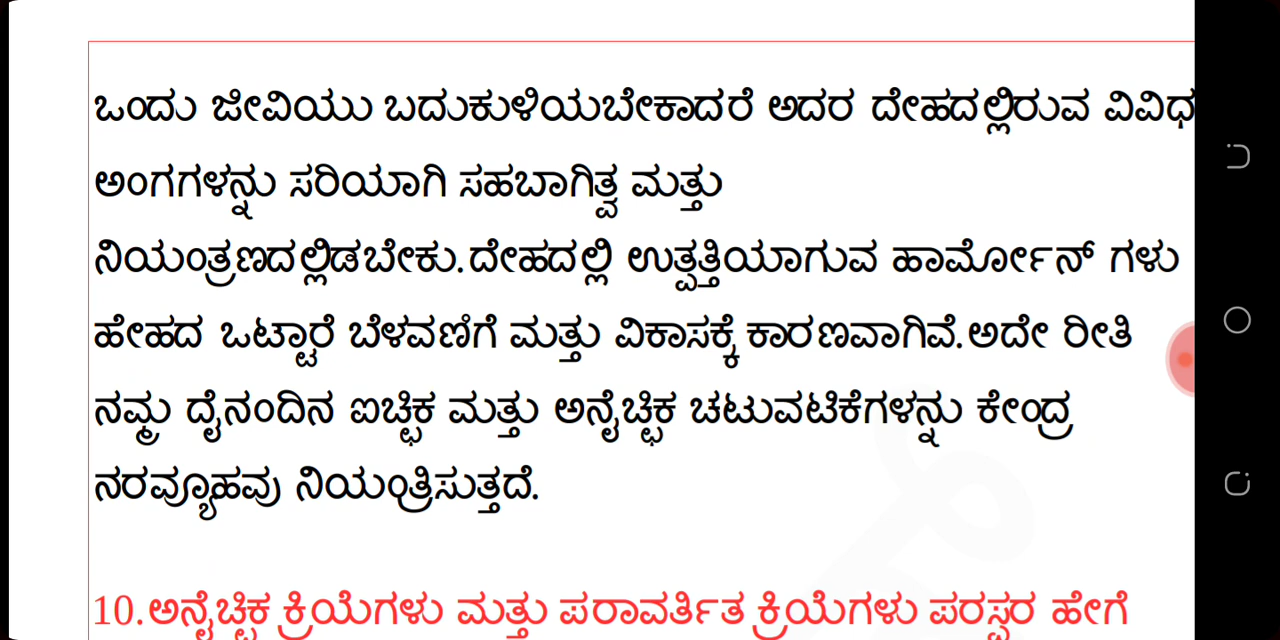 ಒಂದು ಜೀವಿಯು ಬದುಕುಳಿಯಬೇಕಾದರೆ ಅದರ ದೇಹದಲ್ಲಿರುವ ವಿವಿಧ
ಅಂಗಗಳನ್ನು ಸರಿಯಾಗಿ ಸಹಬಾಗಿತ್ವ ಮತ್ತು
ನಿಯಂತ್ರಣದಲ್ಲಿಡಬೇಕು.ದೇಹದಲ್ಲಿ ಉತ್ಪತ್ತಿಯಾಗುವ ಹಾರ್ಮೋನ್ ಗಳು
ಹೇಹದ ಒಟ್ಟಾರೆ ಬೆಳವಣಿಗೆ ಮತ್ತು ವಿಕಾಸಕ್ಕೆ ಕಾರಣವಾಗಿವೆ.ಅದೇ ರೀತಿ
ನಮ್ಮ ದೈನಂದಿನ ಐಚ್ಛಿಕ ಮತ್ತು ಅನೈಚ್ಛಿಕ ಚಟುವಟಿಕೆಗಳನ್ನು ಕೇಂದ್ರ
ನರವ್ಯೂಹವು ನಿಯಂತ್ರಿಸುತ್ತದೆ.
10.ಅನೈಚ್ಛಿಕ ಕ್ರಿಯೆಗಳು ಮತ್ತು ಪರಾವರ್ತಿತ ಕ್ರಿಯೆಗಳು ಪರಸ್ಪರ ಹೇಗೆ